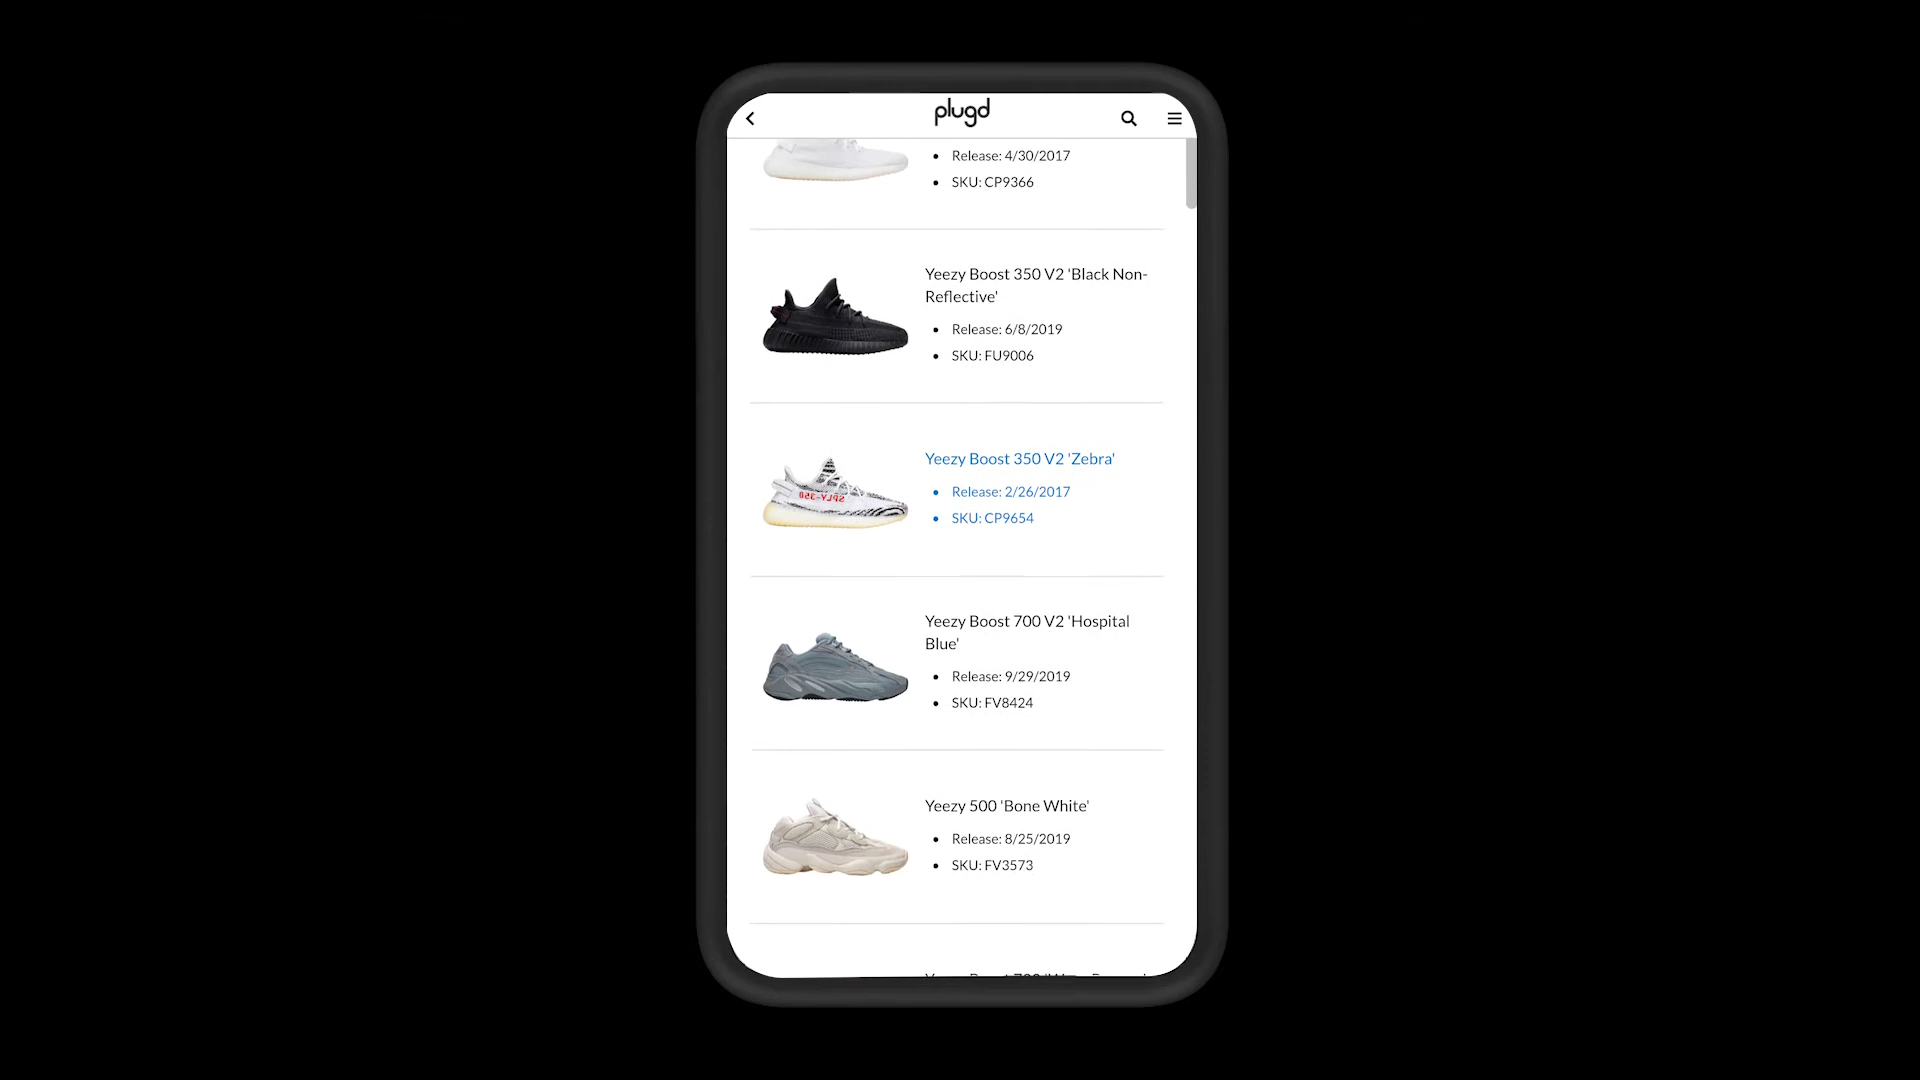 plugd
Release: 4/30/2017
SKU: CP9366
Yeezy Boost 350 V2 'Black Non-
Reflective'
Release: 6/8/2019
SKU: FU9006
Yeezy Boost 350 V2 'Zebra'
Release: 2/26/2017
SKU: CP9654
SPLY-350
Yeezy Boost 700 V2 'Hospital
Blue'
Release: 9/29/2019
SKU: FV8424
Yeezy 500 'Bone White'
Release: 8/25/2019
SKU: FV3573